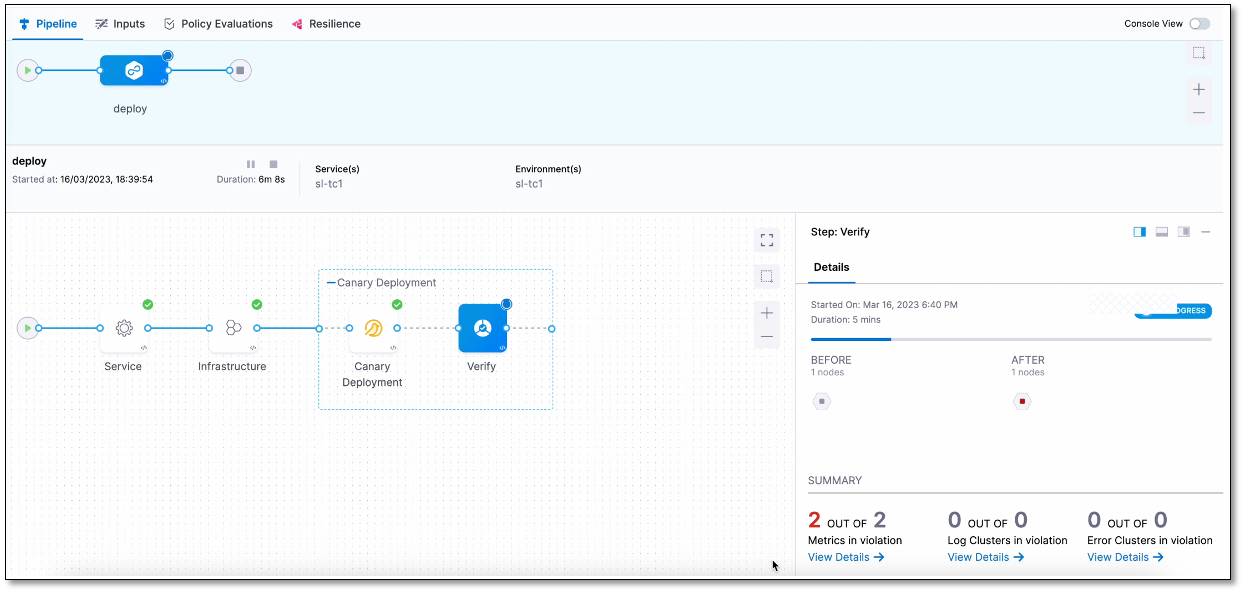 Pipeline
Inputs
Policy Evaluations
Resilience
Console View
deploy
deploy
Started at: 16/03/2023, 18:39:54
Duration: 6m 8s
Service(s)
sl-tc1
Environment(s)
sl-tc1
Canary Deployment
Service
Infrastructure
Canary
Deployment
Verify
Step: Verify
Details
Started On: Mar 16, 2023 6:40 PM
Duration: 5 mins
BEFORE
1 nodes
AFTER
1 nodes
SUMMARY
2 OUT OF 2
Metrics in violation
View Details
0 OUT OF 0
Log Clusters in violation
View Details
0 OUT OF 0
Error Clusters in violation
View Details